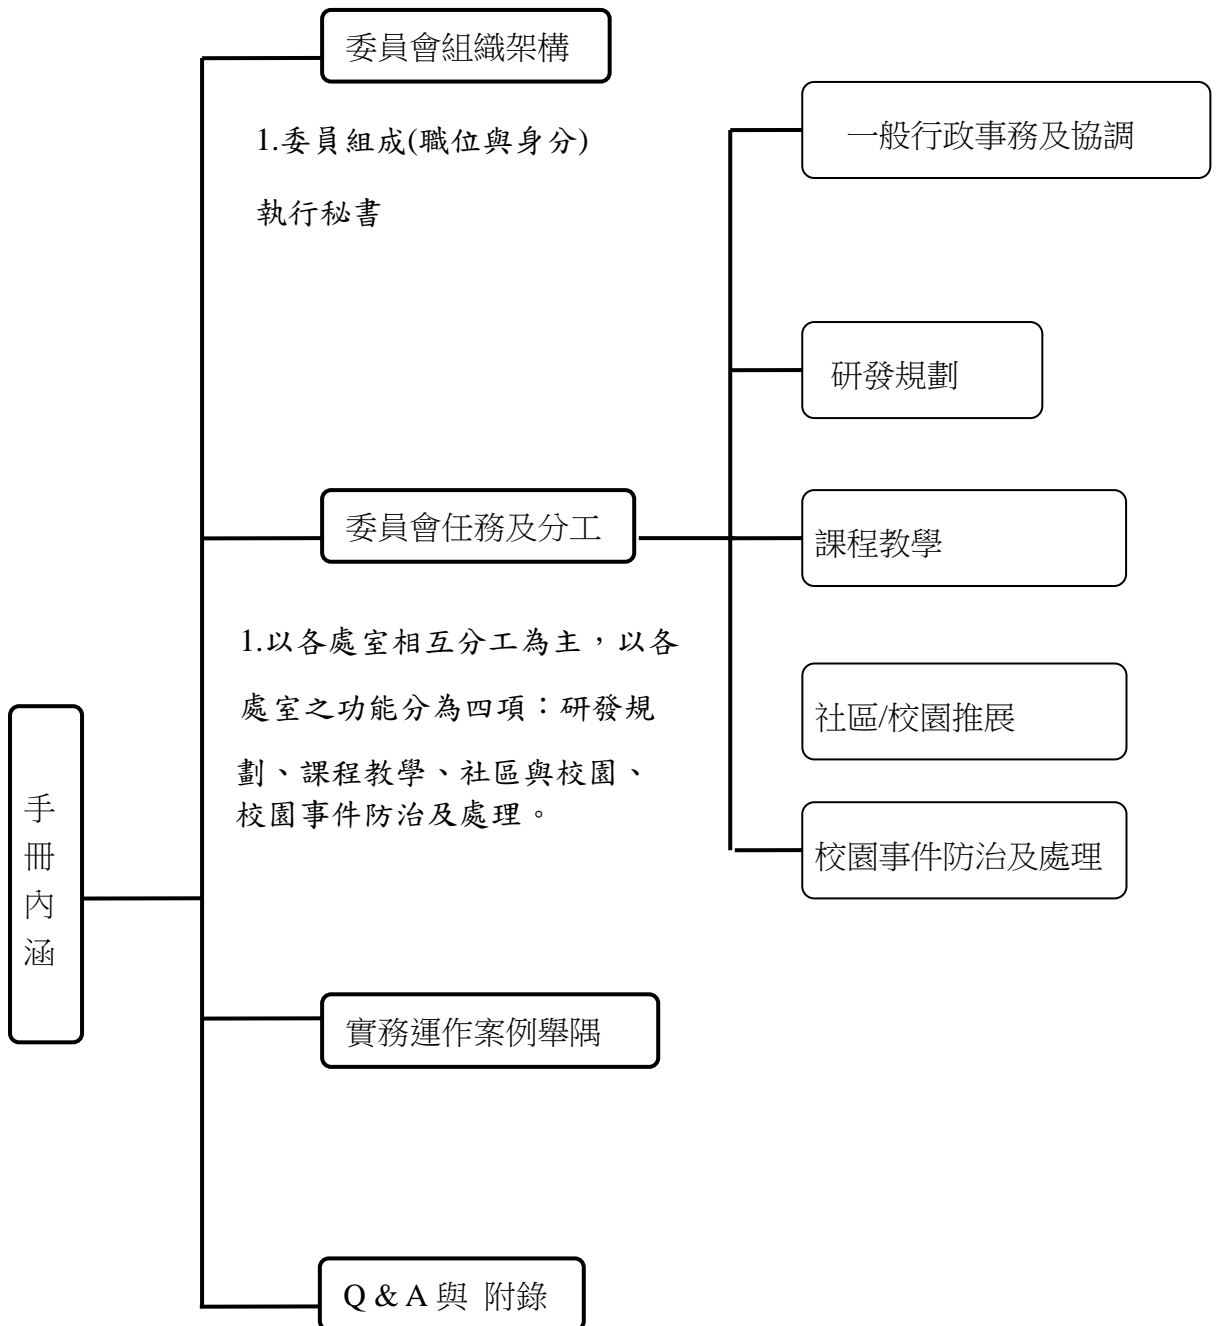 委員會組織架構
1.委員組成(職位與身分)
執行秘書
一般行政事務及協調
研發規劃
委員會任務及分工
課程教學
1.以各處室相互分工為主，以各
處室之功能分為四項：研發規
劃、課程教學、社區與校園、
校園事件防治及處理。
社區/校園推展
校園事件防治及處理
手
冊
內
涵
實務運作案例舉隅
Q & A 與 附錄